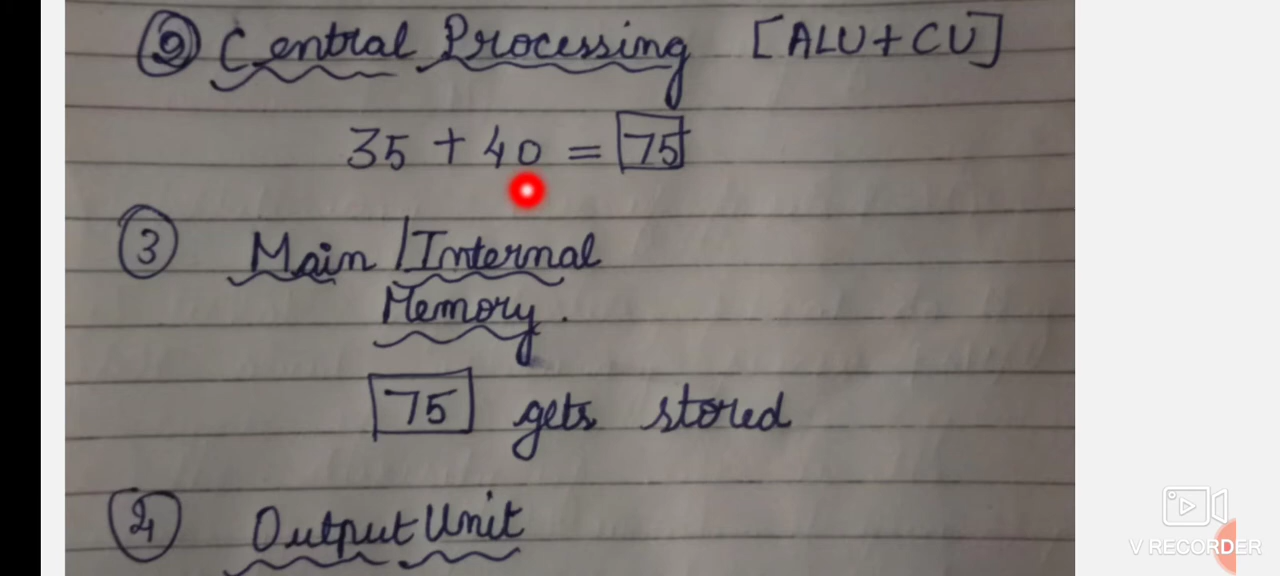 ② Central Processing [ALU+CU]
35 + 40 = 75
③ Main/Internal
Memory.
75 gets stored
④ Output Unit
V RECORDER